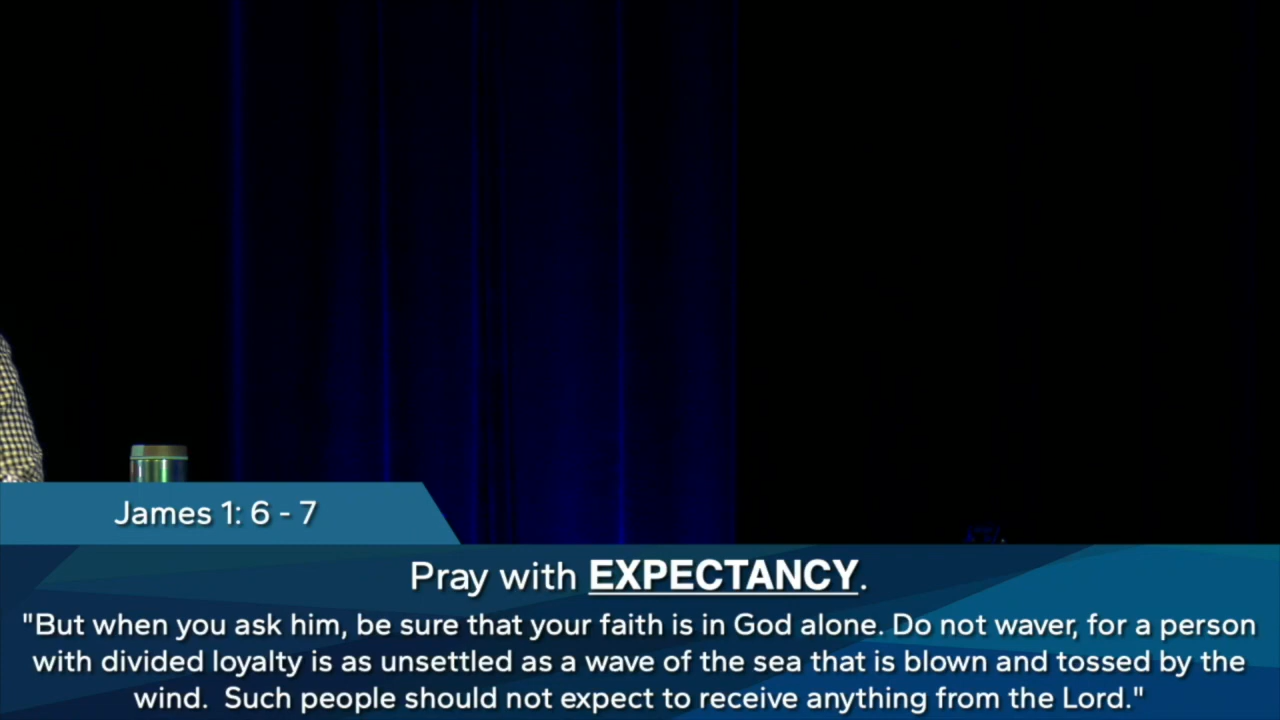 James 1: 6 - 7
Pray with EXPECTANCY.
"But when you ask him, be sure that your faith is in God alone. Do not waver, for a person
with divided loyalty is as unsettled as a wave of the sea that is blown and tossed by the
wind.  Such people should not expect to receive anything from the Lord."